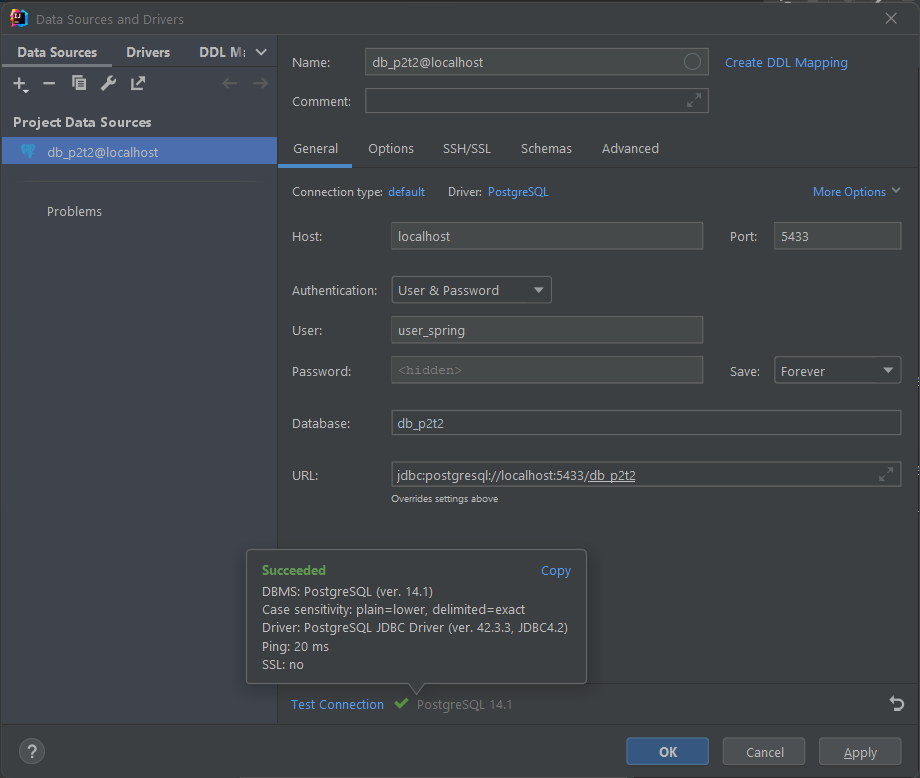 Data Sources and Drivers
Data Sources Drivers DDL M
Project Data Sources
db_p2t2@localhost
Problems
Name: db_p2t2@localhost Create DDL Mapping
Comment:
General Options SSH/SSL Schemas Advanced
Connection type: default Driver: PostgreSQL More Options
Host: localhost Port: 5433
Authentication: User & Password
User: user_spring
Password: <hidden> Save: Forever
Database: db_p2t2
URL: jdbc:postgresql://localhost:5433/db_p2t2
Overrides settings above
Succeeded Copy
DBMS: PostgreSQL (ver. 14.1)
Case sensitivity: plain=lower, delimited=exact
Driver: PostgreSQL JDBC Driver (ver. 42.3.3, JDBC4.2)
Ping: 20 ms
SSL: no
Test Connection PostgreSQL 14.1
? OK Cancel Apply